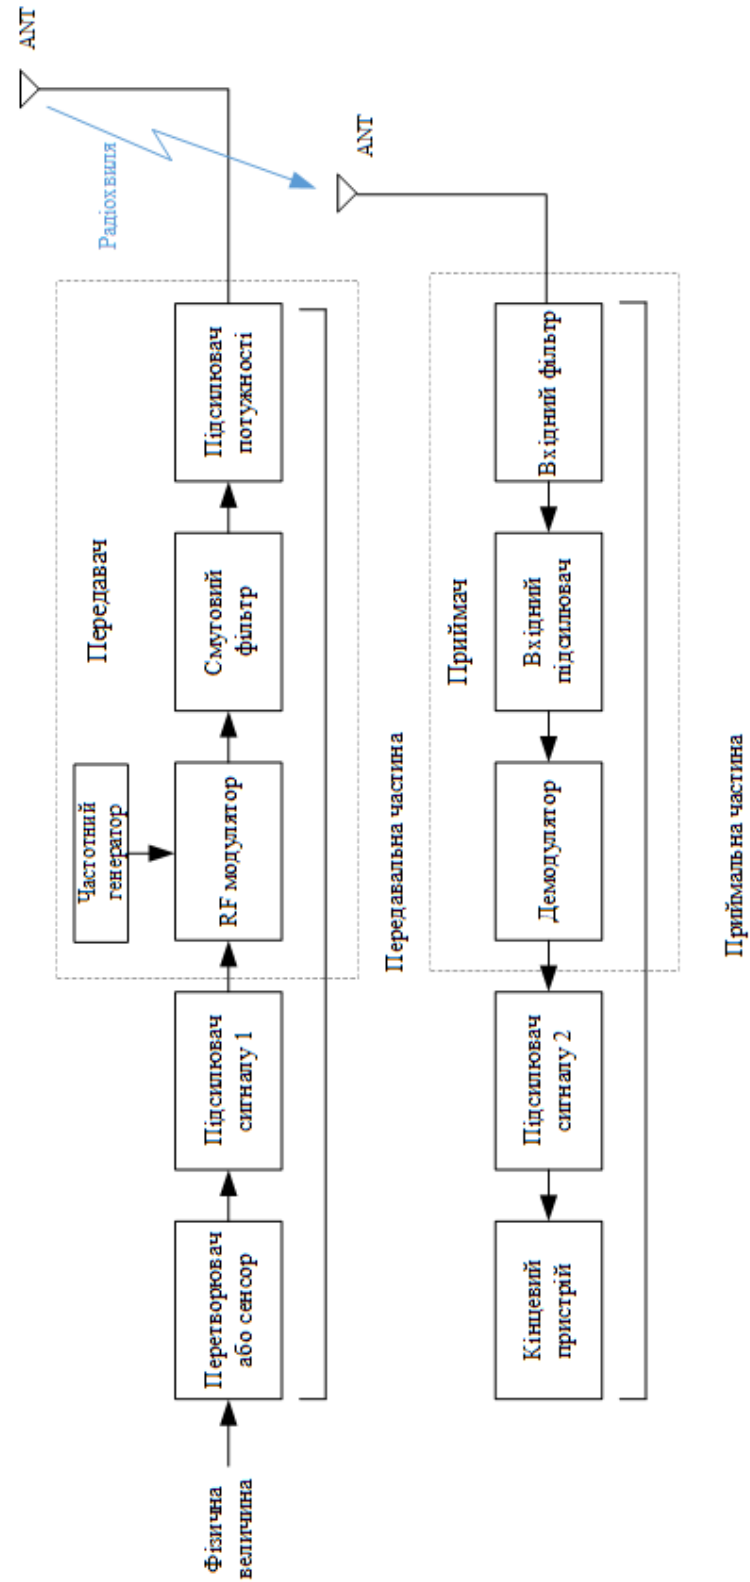 ANT
Радіохвиля
ANT
Передавач
Частотний
генератор
Фізична
величина
Перетворювач
або сенсор
Підсилювач
сигналу 1
RF модулятор
Смуговий
фільтр
Підсилювач
потужності
Передавальна частина
Приймач
Кінцевий
пристрій
Підсилювач
сигналу 2
Демодулятор
Вхідний
підсилювач
Вхідний фільтр
Приймальна частина